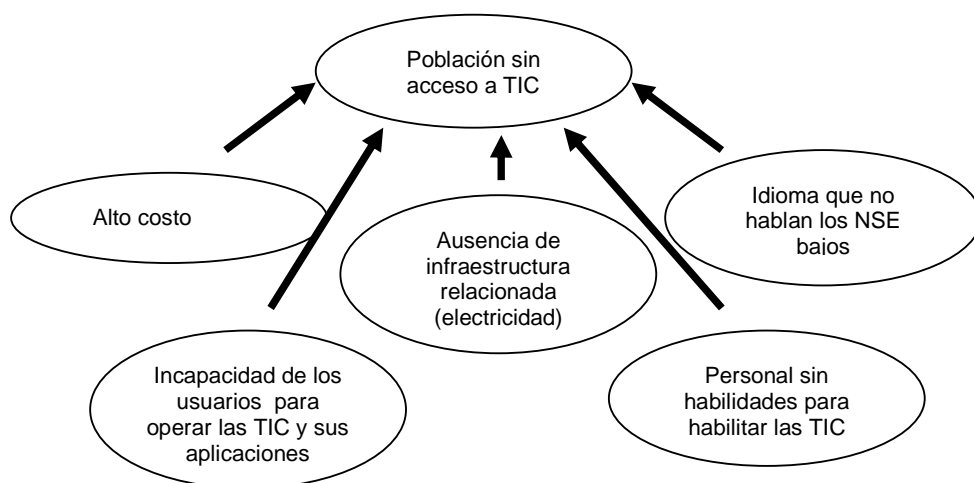 Población sin
acceso a TIC
Alto costo
Ausencia de
infraestructura
relacionada
(electricidad)
Idioma que no
hablan los NSE
bajos
Incapacidad de los
usuarios para
operar las TIC y sus
aplicaciones
Personal sin
habilidades para
habilitar las TIC